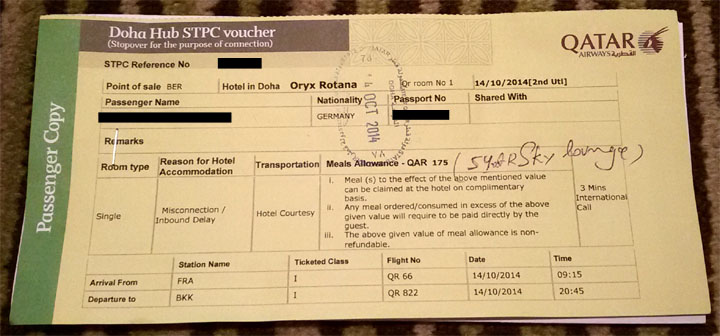 Doha Hub STPC voucher
(Stopover for the purpose of connection)
QATAR
AIRWAYS القطرية
STPC Reference No
Point of sale BER Hotel in Doha Oryx Rotana Qr room No 1 14/10/2014[2nd Uti]
Passenger Name Nationality Passport No Shared With
GERMANY
14 OCT 2014
Remarks
Room type Reason for Hotel Accommodation Transportation Meals Allowance - QAR 175 (SKY lounge)
Single Misconnection / Inbound Delay Hotel Courtesy
i. Meal (s) to the effect of the above mentioned value
can be claimed at the hotel on complimentary
basis.
ii. Any meal ordered/consumed in excess of the above
given value will require to be paid directly by the
guest.
iii. The above given value of meal allowance is non-
refundable.
3 Mins
International
Call
Station Name Ticketed Class Flight No Date Time
Arrival From FRA I QR 66 14/10/2014 09:15
Departure to BKK I QR 822 14/10/2014 20:45
Passenger Copy